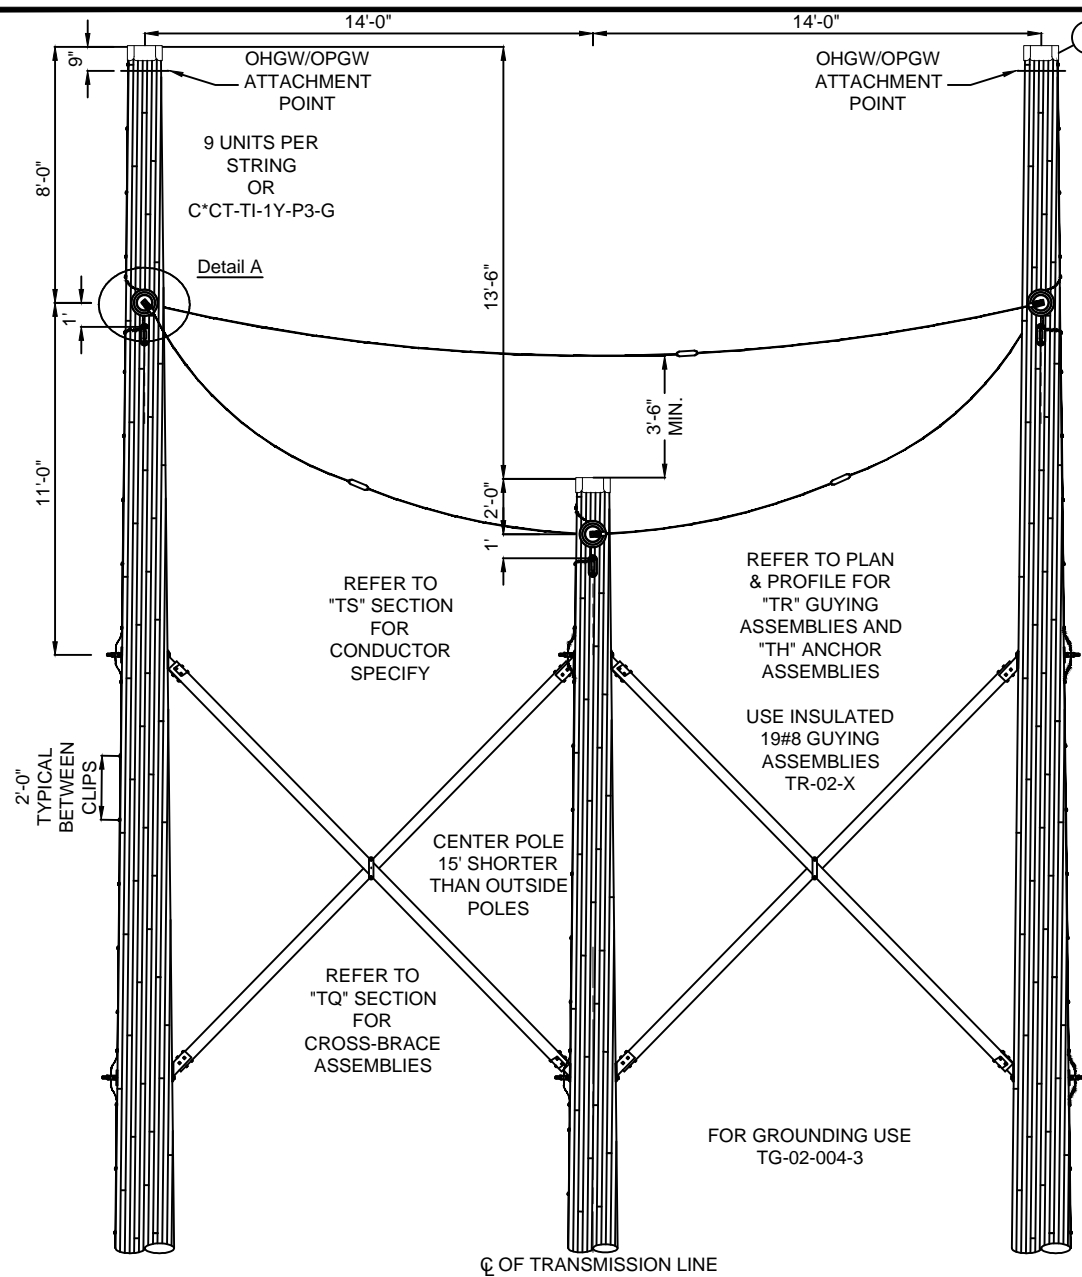 14'-0"
14'-0"
9"
OHGW/OPGW
ATTACHMENT
POINT
OHGW/OPGW
ATTACHMENT
POINT
8'-0"
9 UNITS PER
STRING
OR
C*CT-TI-1Y-P3-G
Detail A
13'-6"
1'
3'-6"
MIN.
11'-0"
2'-0"
1'
REFER TO
"TS" SECTION
FOR
CONDUCTOR
SPECIFY
REFER TO PLAN
& PROFILE FOR
"TR" GUYING
ASSEMBLIES AND
"TH" ANCHOR
ASSEMBLIES
USE INSULATED
19#8 GUYING
ASSEMBLIES
TR-02-X
2'-0"
TYPICAL
BETWEEN
CLIPS
CENTER POLE
15' SHORTER
THAN OUTSIDE
POLES
REFER TO
"TQ" SECTION
FOR
CROSS-BRACE
ASSEMBLIES
FOR GROUNDING USE
TG-02-004-3
℄ OF TRANSMISSION LINE